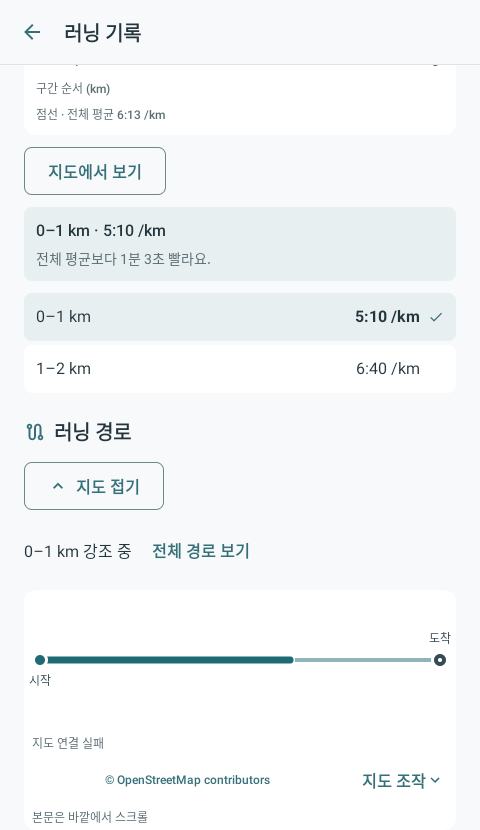 러닝 기록
구간 순서 (km)
점선 · 전체 평균 6:13 /km
지도에서 보기
0–1 km · 5:10 /km
전체 평균보다 1분 3초 빨라요.
0–1 km 5:10 /km
1–2 km 6:40 /km
러닝 경로
지도 접기
0–1 km 강조 중 전체 경로 보기
도착
시작
지도 연결 실패
© OpenStreetMap contributors 지도 조작
본문은 바깥에서 스크롤